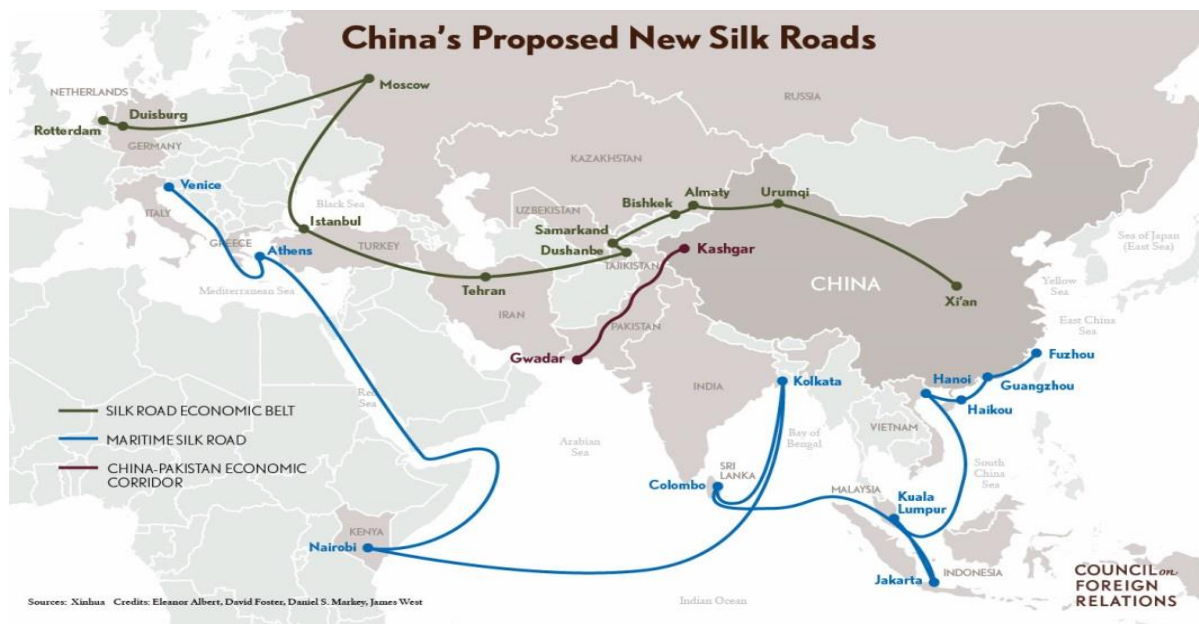 China's Proposed New Silk Roads
Moscow
NETHERLANDS
RUSSIA
Duisburg
Rotterdam
GERMANY
KAZAKHSTAN
Venice
Almaty
Urumqi
Bishkek
Black Sea
UZBEKISTAN
ITALY
Istanbul
Samarkand
Sea of Japan
(East Sea)
GREECE
TURKEY
Athens
Dushanbe
Kashgar
TAJIKISTAN
Mediterranean Sea
Tehran
CHINA
Yellow
Sea
Xi'an
IRAN
PAKISTAN
East China
Sea
Gwadar
Fuzhou
Kolkata
Hanoi
Guangzhou
INDIA
Red
Sea
Haikou
SILK ROAD ECONOMIC BELT
MARITIME SILK ROAD
CHINA-PAKISTAN ECONOMIC
CORRIDOR
Arabian
Sea
Bay of
Bengal
VIETNAM
SRI
LANKA
South
China
Sea
Colombo
MALAYSIA
Kuala
Lumpur
KENYA
Nairobi
Jakarta
INDONESIA
Indian Ocean
COUNCIL on
FOREIGN
RELATIONS
Sources: Xinhua Credits: Eleanor Albert, David Foster, Daniel S. Markey, James West